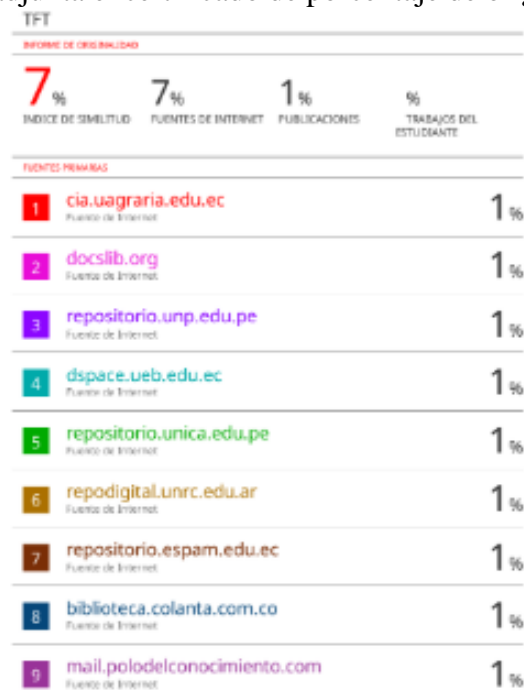 TFT
INFORME DE ORIGINALIDAD
7%
INDICE DE SIMILITUD
7%
FUENTES DE INTERNET
1%
PUBLICACIONES
%
TRABAJOS DEL
ESTUDIANTE
FUENTES PRIMARIAS
1 cia.uagraria.edu.ec 1%
Fuente de Internet
2 docslib.org 1%
Fuente de Internet
3 repositorio.unp.edu.pe 1%
Fuente de Internet
4 dspace.ueb.edu.ec 1%
Fuente de Internet
5 repositorio.unica.edu.pe 1%
Fuente de Internet
6 repodigital.unrc.edu.ar 1%
Fuente de Internet
7 repositorio.espam.edu.ec 1%
Fuente de Internet
8 biblioteca.colanta.com.co 1%
Fuente de Internet
9 mail.polodelconocimiento.com 1%
Fuente de Internet